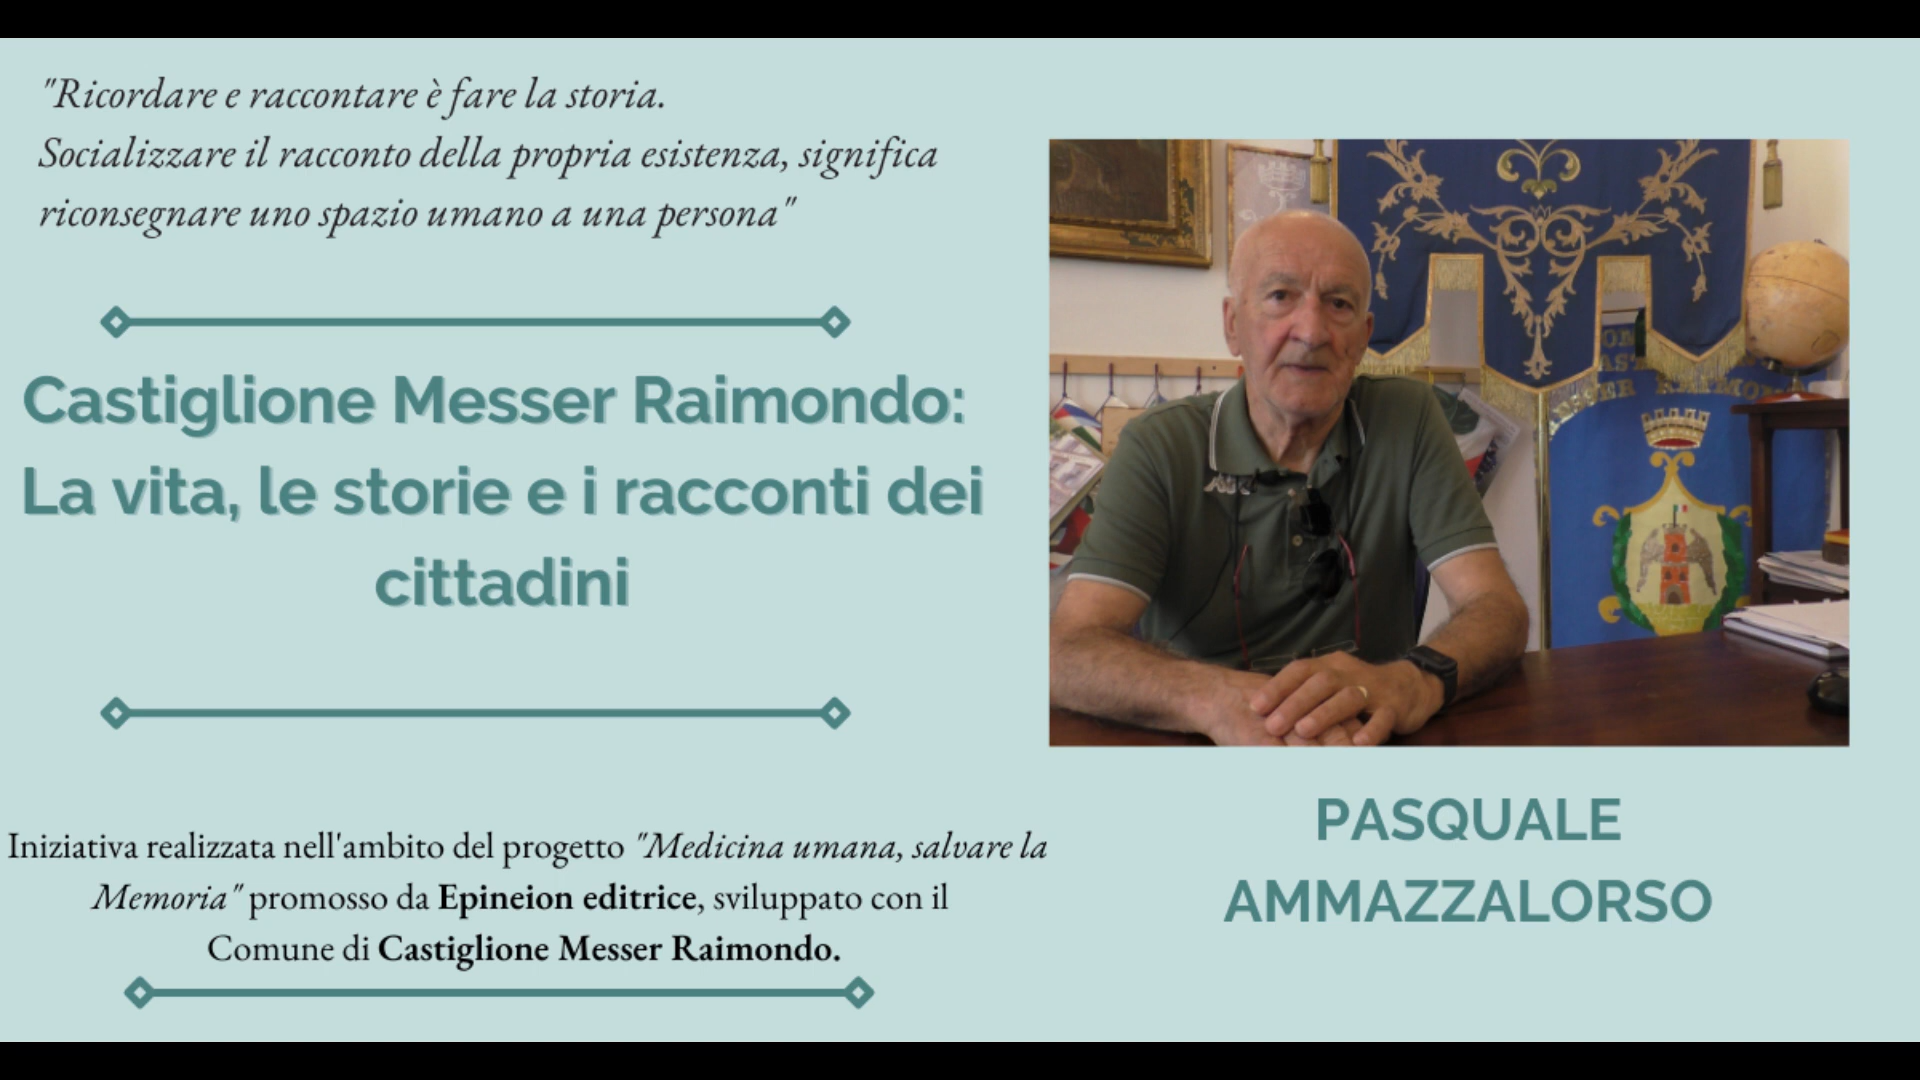 "Ricordare e raccontare è fare la storia.
Socializzare il racconto della propria esistenza, significa
riconsegnare uno spazio umano a una persona"
Castiglione Messer Raimondo:
La vita, le storie e i racconti dei
cittadini
Iniziativa realizzata nell'ambito del progetto "Medicina umana, salvare la
Memoria" promosso da Epineion editrice, sviluppato con il
Comune di Castiglione Messer Raimondo.
PASQUALE
AMMAZZALORSO